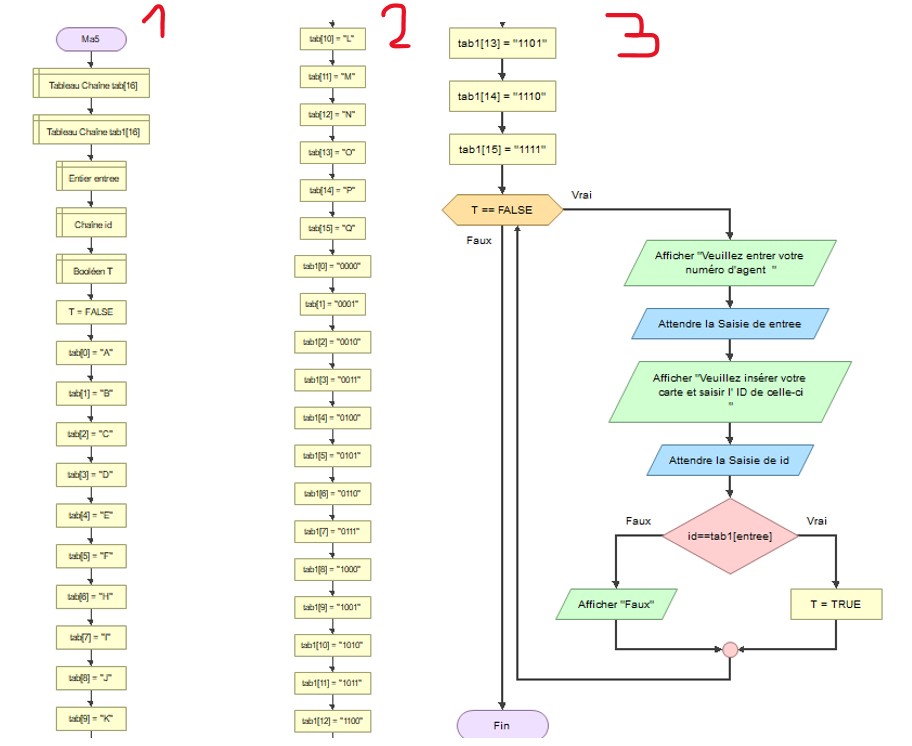 1
Ma5
Tableau Chaîne tab[16]
Tableau Chaîne tab1[16]
Entier entree
Chaîne id
Booléen T
T = FALSE
tab[0] = "A"
tab[1] = "B"
tab[2] = "C"
tab[3] = "D"
tab[4] = "E"
tab[5] = "F"
tab[6] = "H"
tab[7] = "I"
tab[8] = "J"
tab[9] = "K"
2
tab[10] = "L"
tab[11] = "M"
tab[12] = "N"
tab[13] = "O"
tab[14] = "P"
tab[15] = "Q"
tab1[0] = "0000"
tab[1] = "0001"
tab1[2] = "0010"
tab1[3] = "0011"
tab1[4] = "0100"
tab1[5] = "0101"
tab1[6] = "0110"
tab1[7] = "0111"
tab1[8] = "1000"
tab1[9] = "1001"
tab1[10] = "1010"
tab1[11] = "1011"
tab1[12] = "1100"
3
tab1[13] = "1101"
tab1[14] = "1110"
tab1[15] = "1111"
T == FALSE
Vrai
Faux
Afficher "Veuillez entrer votre
numéro d'agent "
Attendre la Saisie de entree
Afficher "Veuillez insérer votre
carte et saisir l' ID de celle-ci
"
Attendre la Saisie de id
Faux
Vrai
id==tab1[entree]
Afficher "Faux"
T = TRUE
Fin